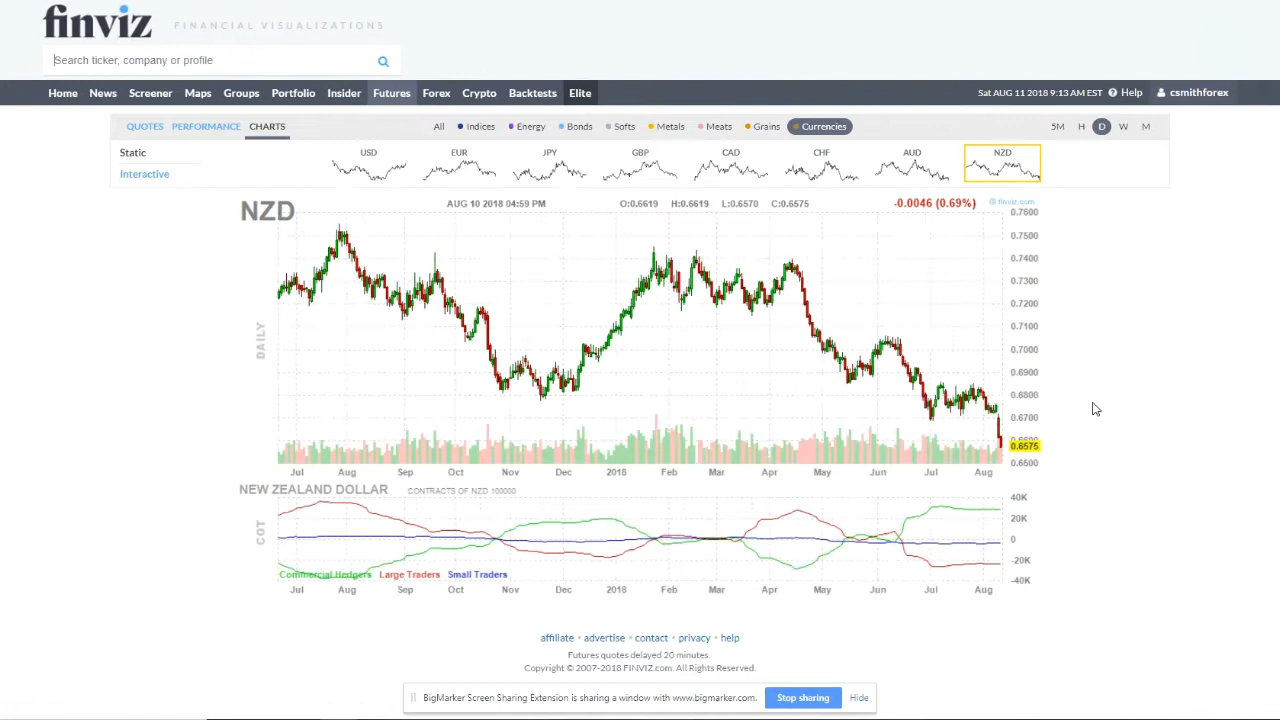 finviz FINANCIAL VISUALIZATIONS
Search ticker, company or profile
Home News Screener Maps Groups Portfolio Insider Futures Forex Crypto Backtests Elite Sat AUG 11 2018 9:13 AM EST Help csmithforex
QUOTES PERFORMANCE CHARTS All Indices Energy Bonds Softs Metals Meats Grains Currencies 5M H D W M
Static
Interactive
USD EUR JPY GBP CAD CHF AUD NZD
NZD AUG 10 2018 04:59 PM O:0.6619 H:0.6619 L:0.6570 C:0.6575 -0.0046 (0.69%) © finviz.com
0.7600
0.7500
0.7400
0.7300
0.7200
0.7100
0.7000
0.6900
0.6800
0.6700
0.6575
0.6500
DAILY
Jul Aug Sep Oct Nov Dec 2018 Feb Mar Apr May Jun Jul Aug
NEW ZEALAND DOLLAR CONTRACTS OF NZD 100000
40K
20K
0
-20K
-40K
COT
Commercial Hedgers Large Traders Small Traders
Jul Aug Sep Oct Nov Dec 2018 Feb Mar Apr May Jun Jul Aug
affiliate • advertise • contact • privacy • help
Futures quotes delayed 20 minutes.
Copyright © 2007-2018 FINVIZ.com. All Rights Reserved.
BigMarker Screen Sharing Extension is sharing a window with www.bigmarker.com. Stop sharing Hide